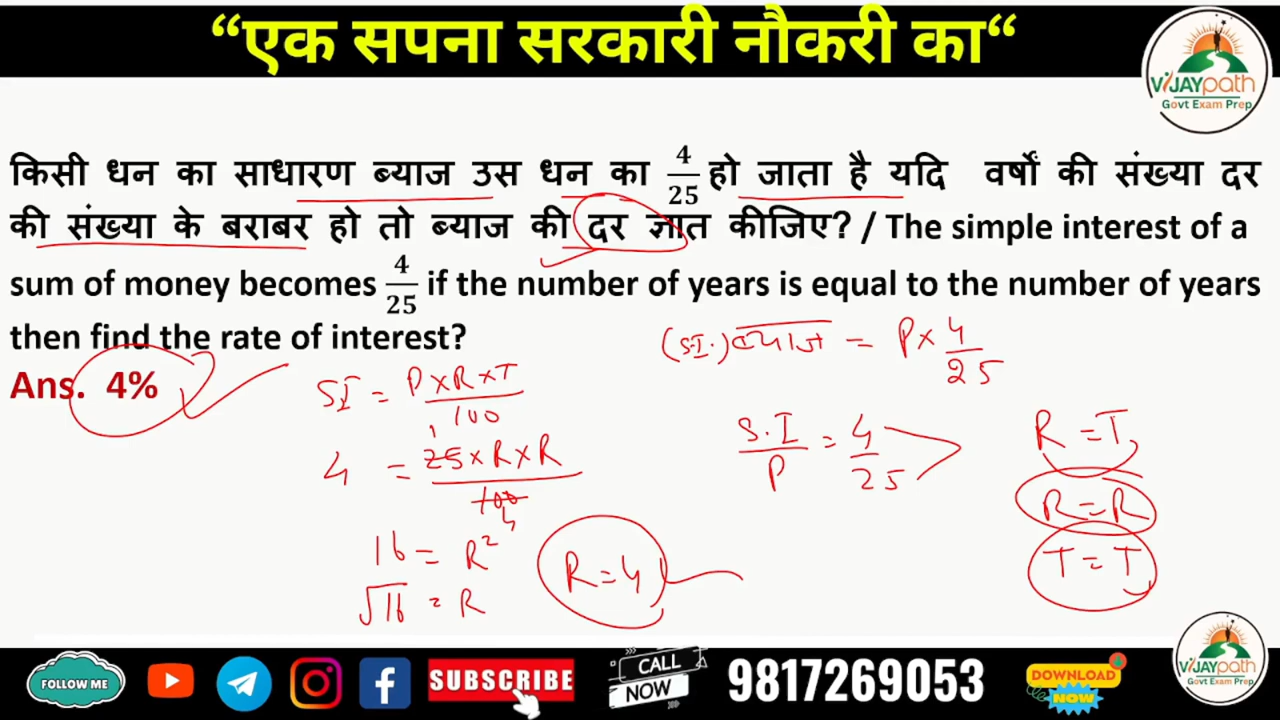 “एक सपना सरकारी नौकरी का“
VIJAYpath
Govt Exam Prep
किसी धन का साधारण ब्याज उस धन का 4/25 हो जाता है यदि वर्षों की संख्या दर
की संख्या के बराबर हो तो ब्याज की दर ज्ञात कीजिए? / The simple interest of a
sum of money becomes 4/25 if the number of years is equal to the number of years
then find the rate of interest?
Ans. 4%
(S.I.) ब्याज = P × 4/25
SI = P×R×T/100
4 = 25×R×R/100
1
4
16 = R²
√16 = R
R=4
S.I/P = 4/25
R = T
R = R
T = T
FOLLOW ME
SUBSCRIBE
CALL
NOW
9817269053
DOWNLOAD
NOW
VIJAYpath
Govt Exam Prep